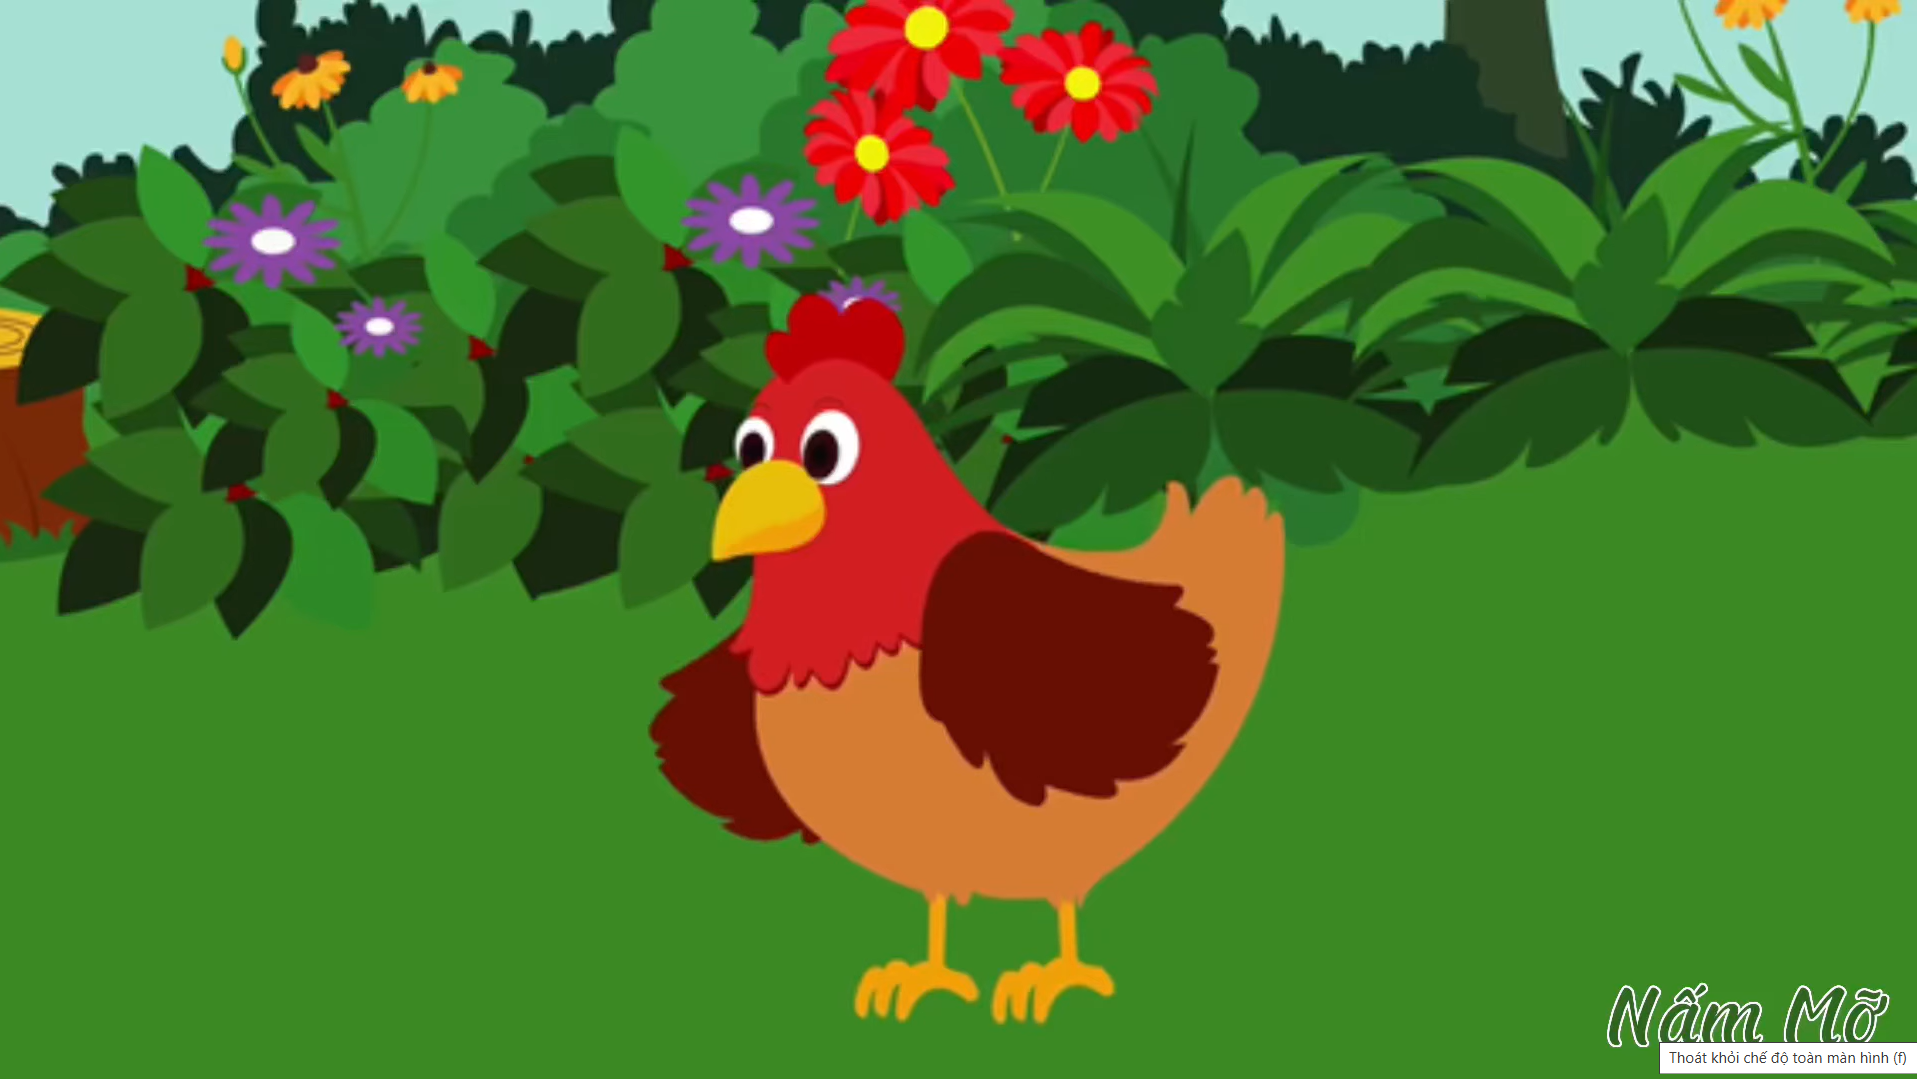 Nấm Mỡ
Thoát khỏi chế độ toàn màn hình (f)